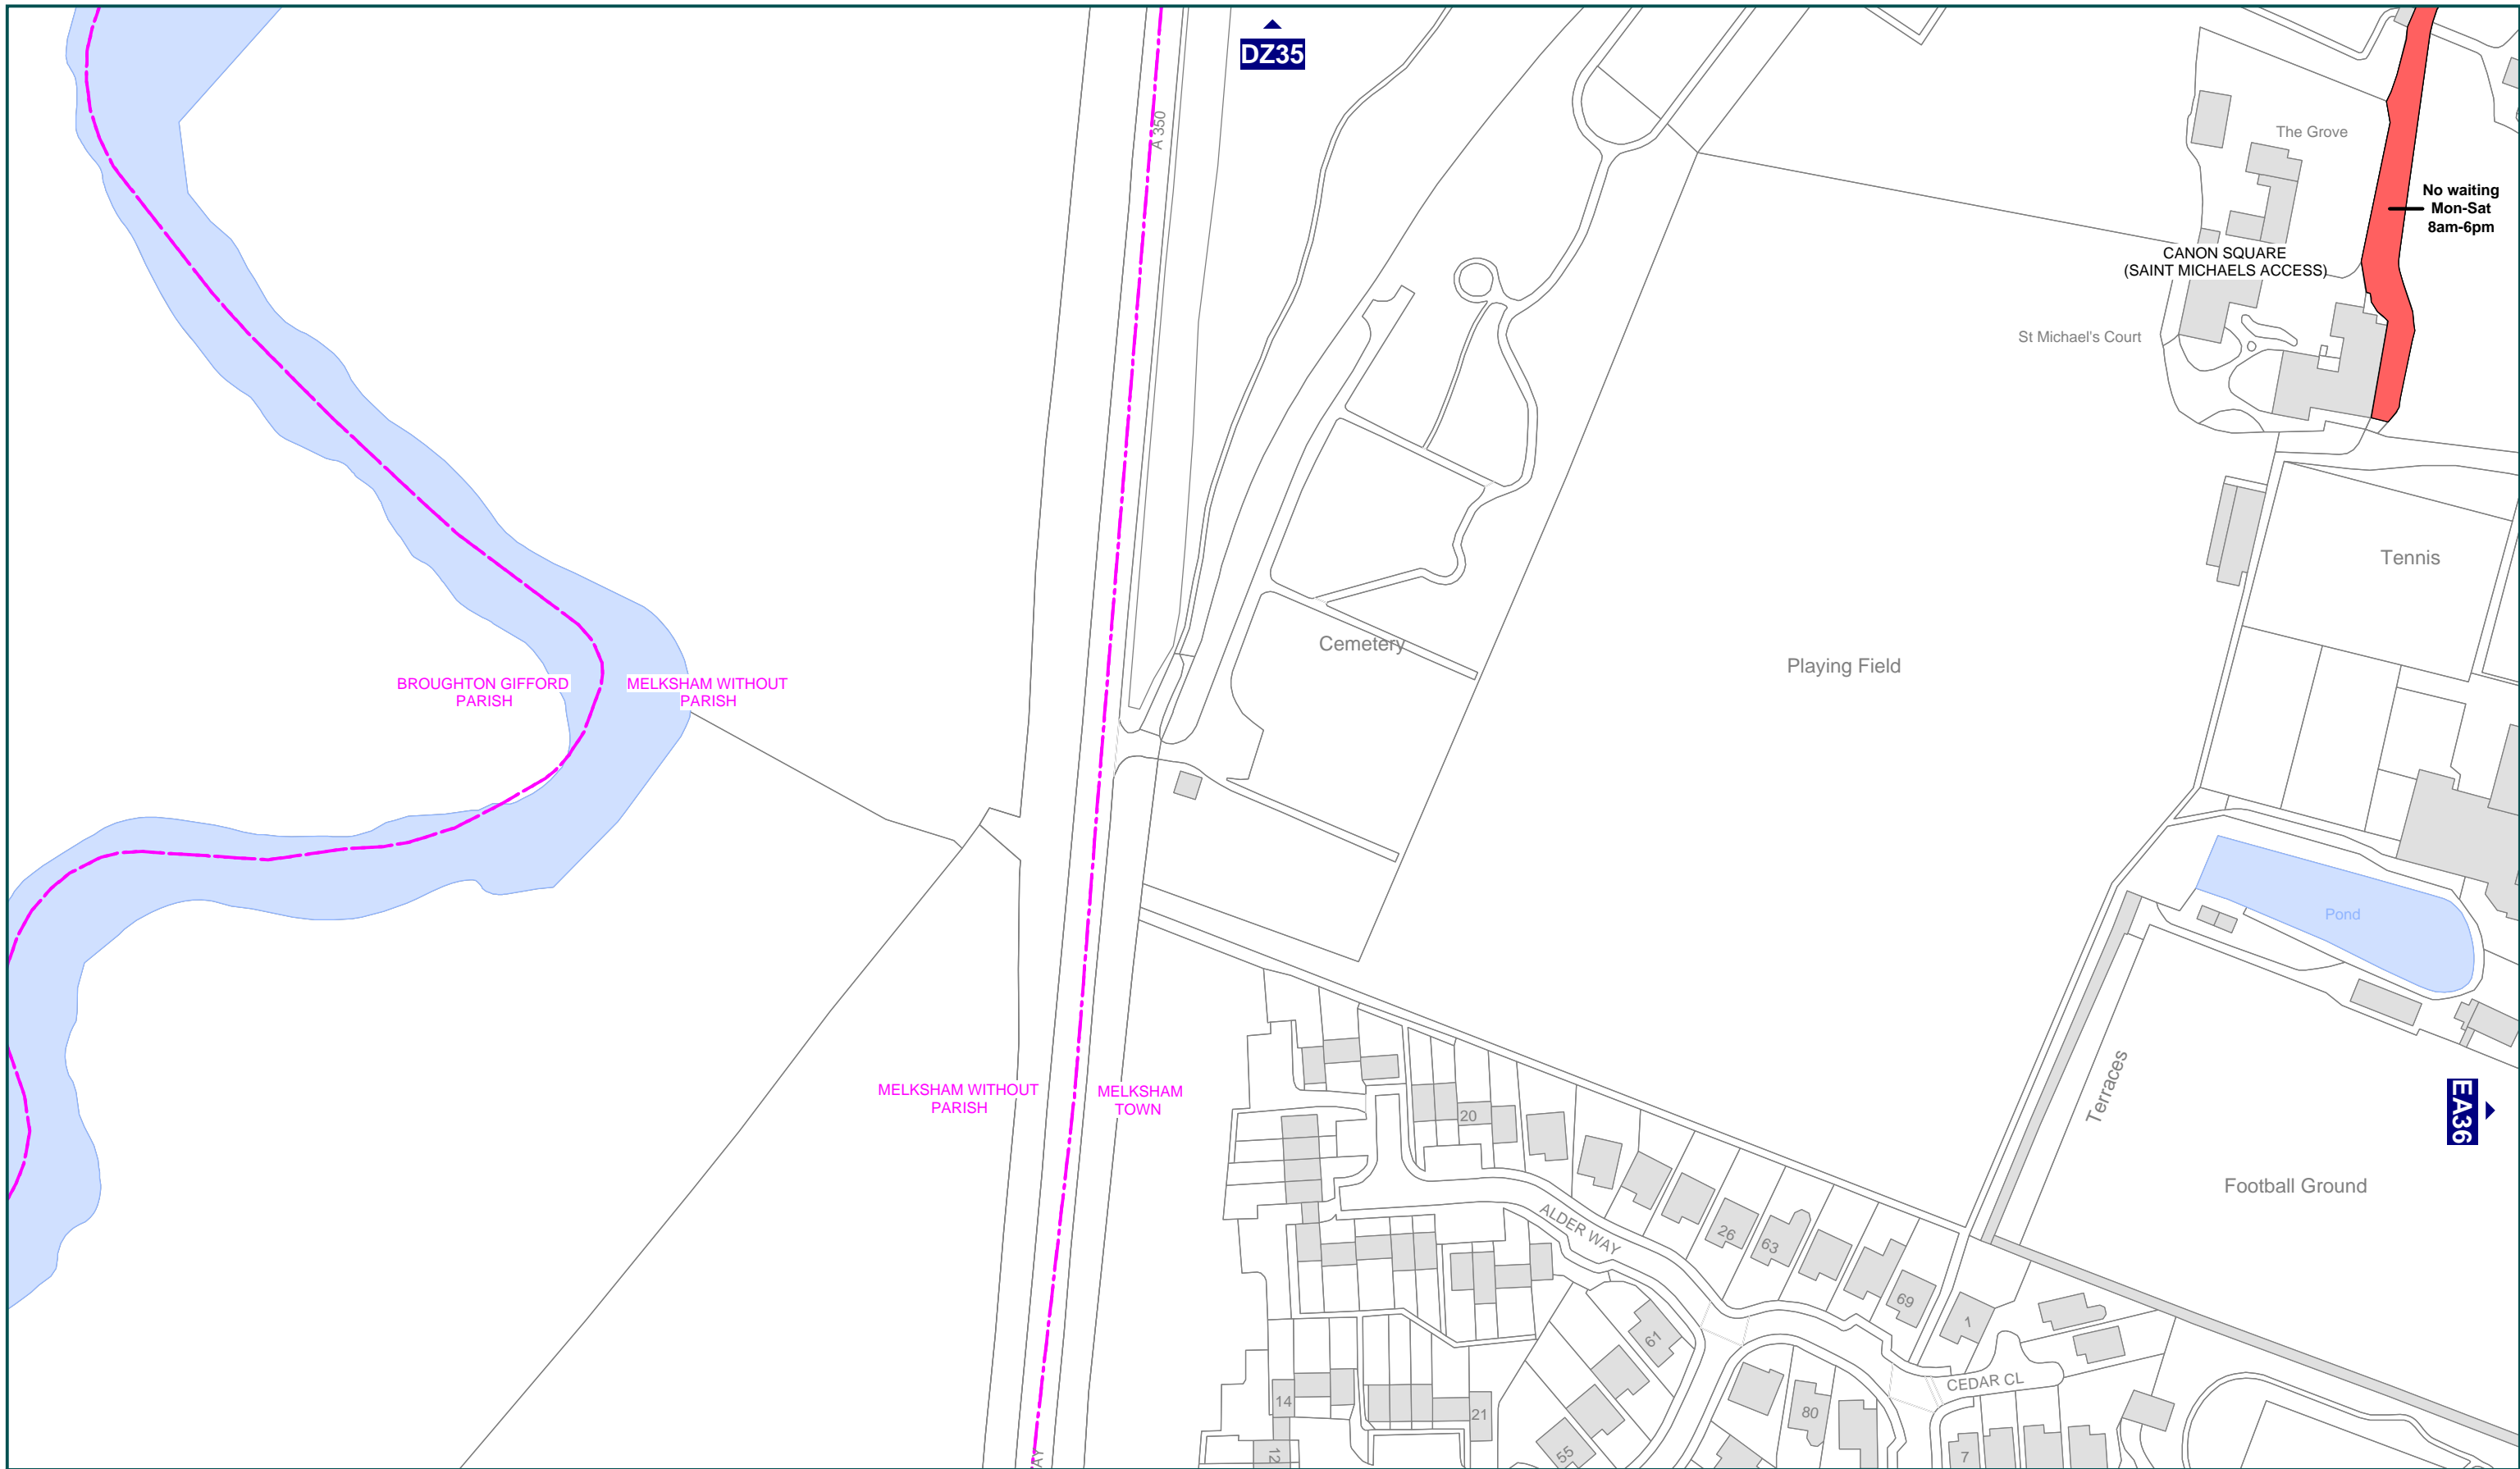 DZ35
A 350
The Grove
No waiting
Mon-Sat
8am-6pm
CANON SQUARE
(SAINT MICHAELS ACCESS)
St Michael's Court
Tennis
Cemetery
Playing Field
BROUGHTON GIFFORD
PARISH
MELKSHAM WITHOUT
PARISH
Pond
Terraces
MELKSHAM WITHOUT
PARISH
MELKSHAM
TOWN
20
EA36
Football Ground
ALDER WAY
26
63
69
1
61
CEDAR CL
14
21
80
55
12
7
AY